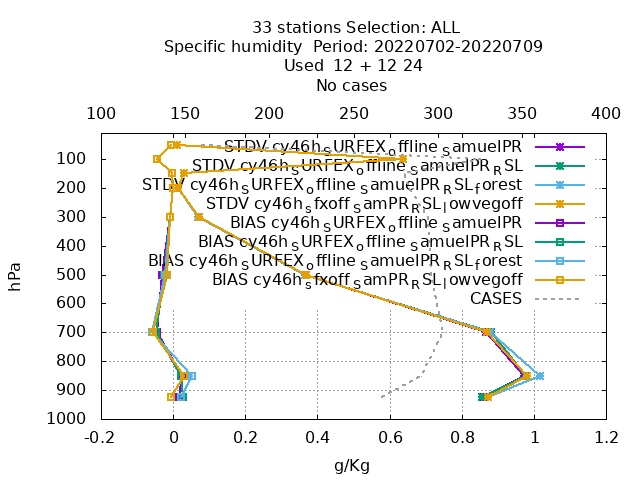 33 stations Selection: ALL
Specific humidity  Period: 20220702-20220709
Used  12 + 12 24
No cases
100 150 200 250 300 350 400
STDV cy46h_SURFEX_offline_SamuelPR
STDV cy46h_SURFEX_offline_SamuelPR_RSL
STDV cy46h_SURFEX_offline_SamuelPR_RSL_forest
STDV cy46h_sfxoff_SamPR_RSL_lowvegoff
BIAS cy46h_SURFEX_offline_SamuelPR
BIAS cy46h_SURFEX_offline_SamuelPR_RSL
BIAS cy46h_SURFEX_offline_SamuelPR_RSL_forest
BIAS cy46h_sfxoff_SamPR_RSL_lowvegoff
CASES
hPa
100
200
300
400
500
600
700
800
900
1000
-0.2 0 0.2 0.4 0.6 0.8 1 1.2
g/Kg